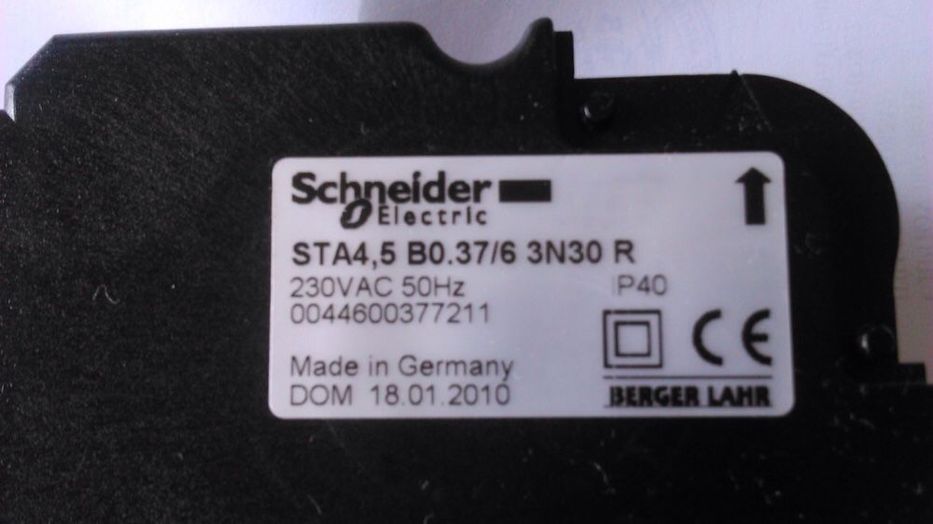 Schneider
Electric
STA4,5 B0.37/6 3N30 R
230VAC 50Hz IP40
0044600377211
Made in Germany
DOM 18.01.2010
CE
BERGER LAHR